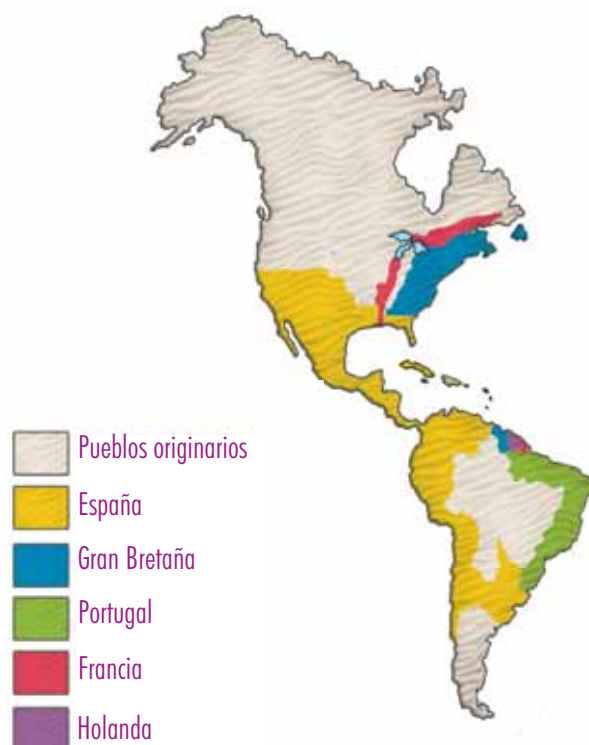 Pueblos originarios
España
Gran Bretaña
Portugal
Francia
Holanda